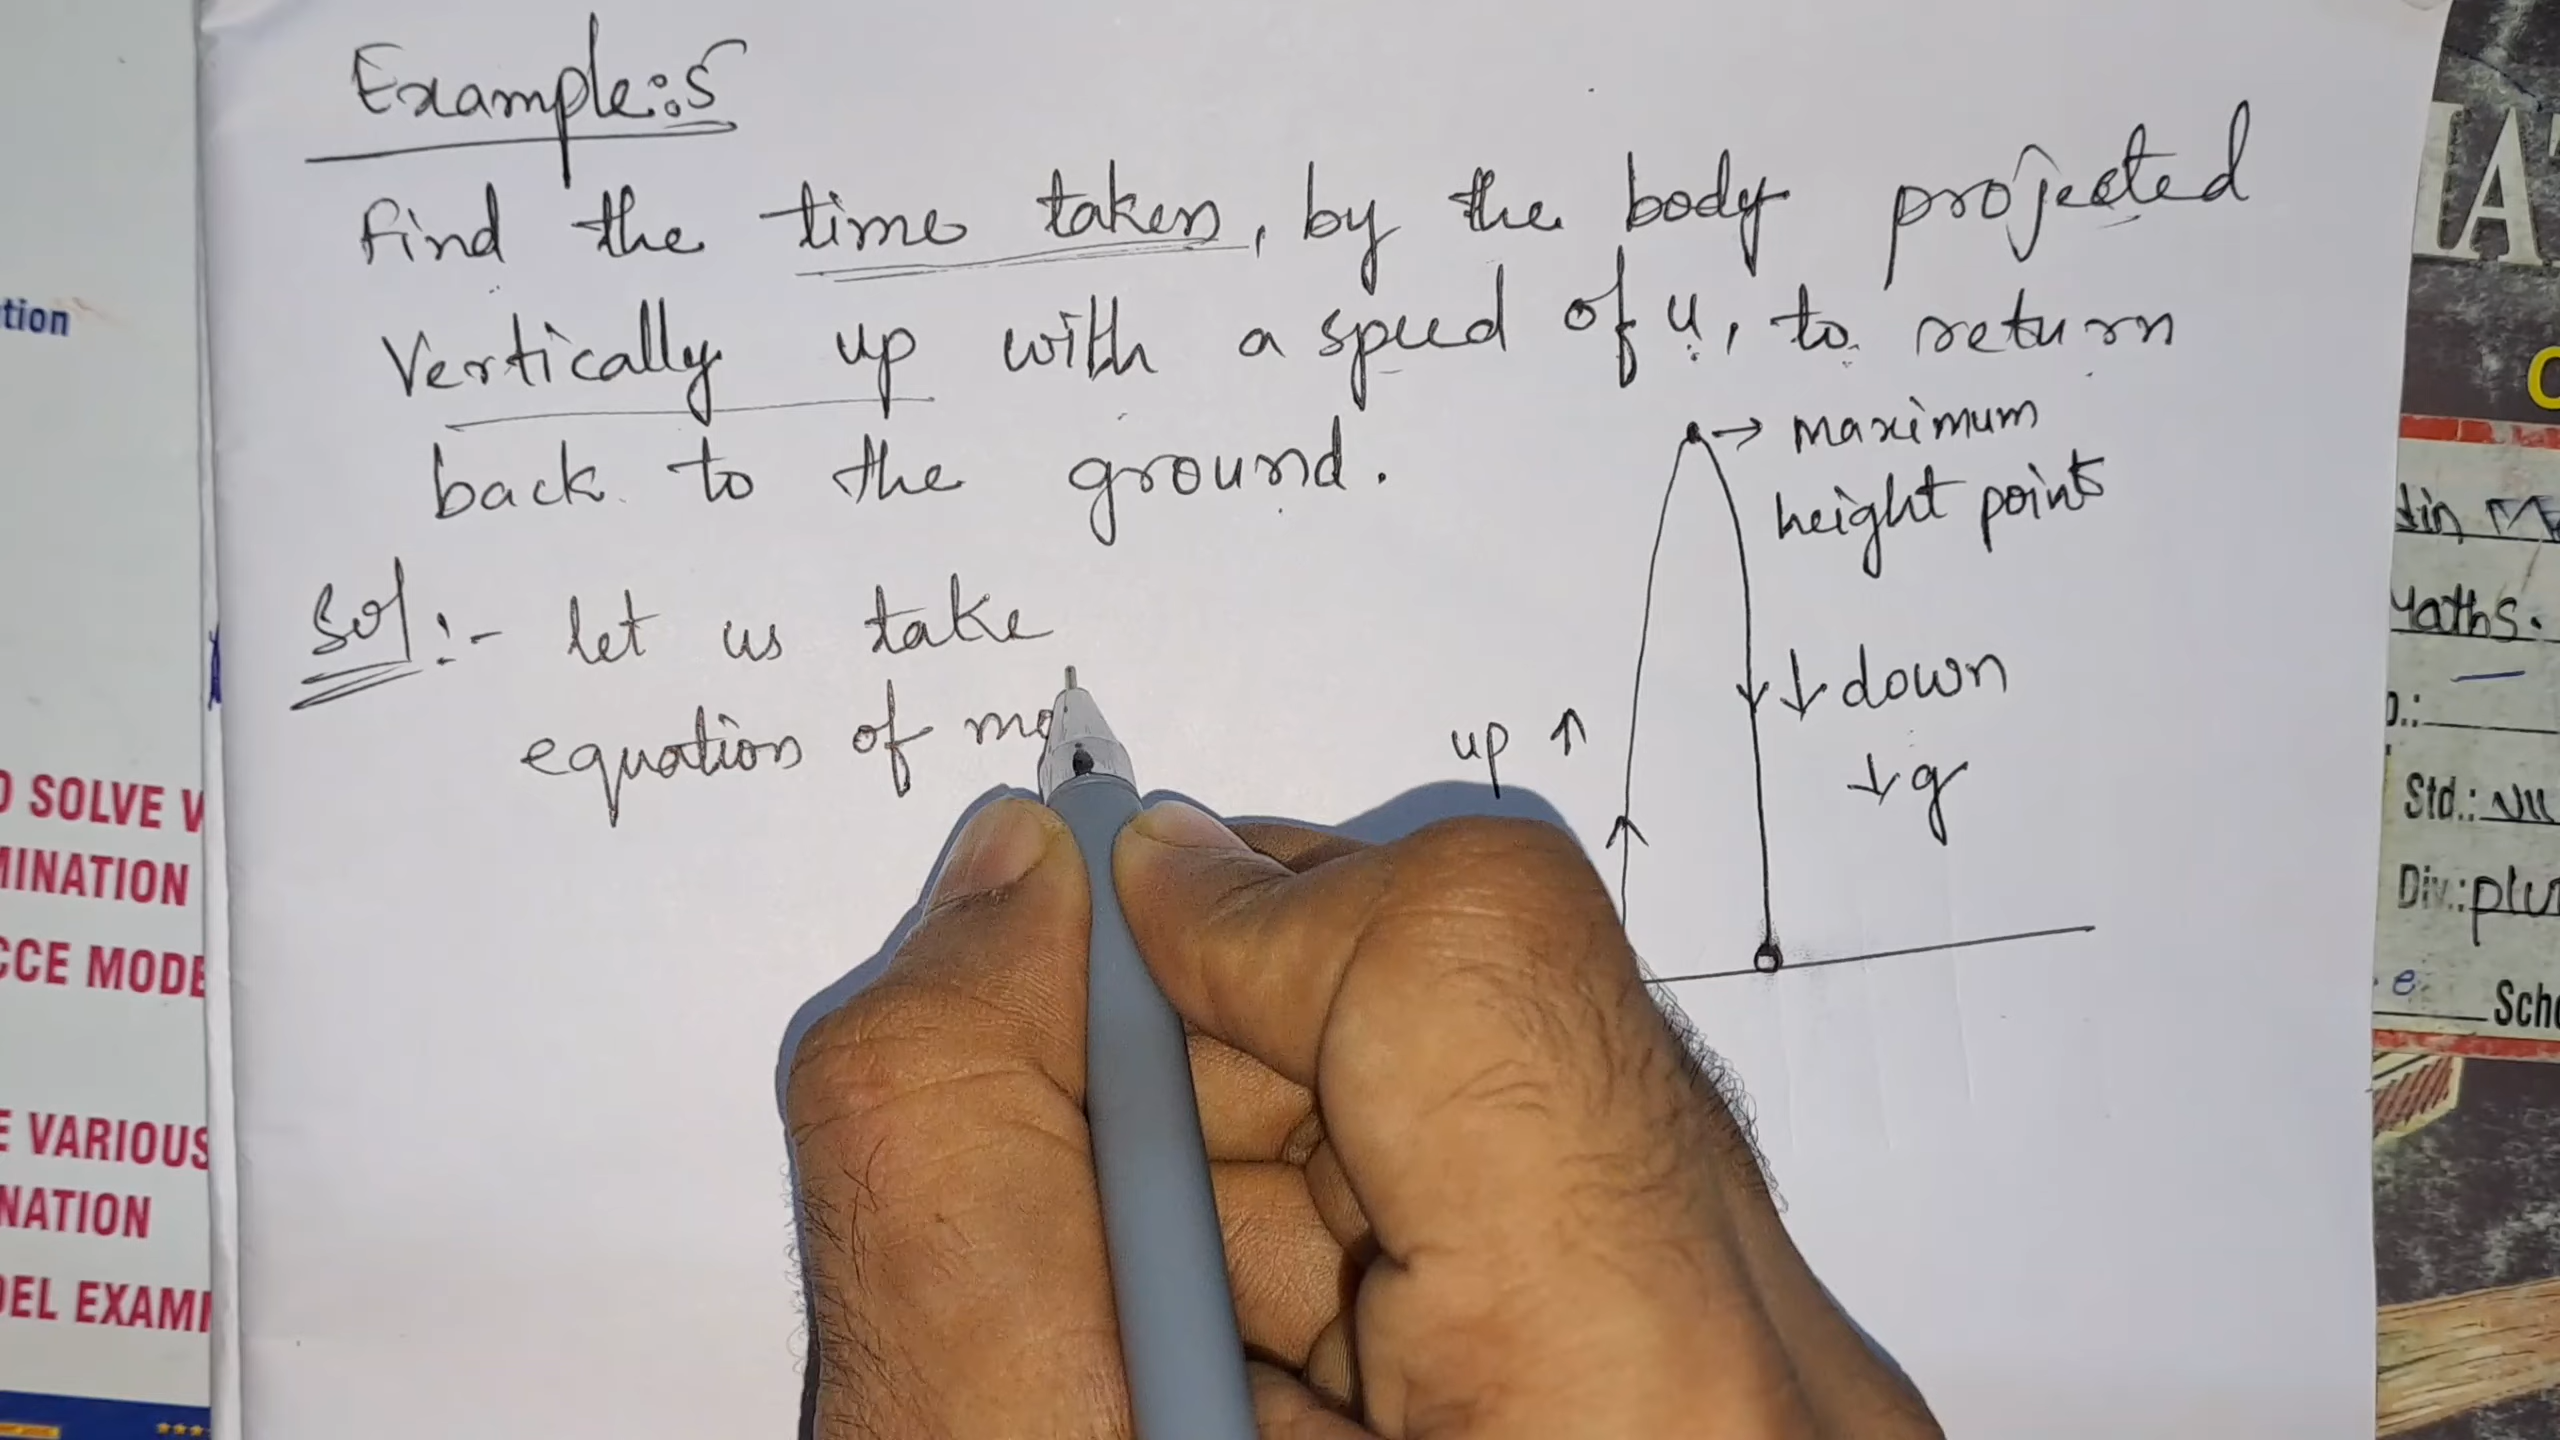 Example:5
Find the time taken, by the body projected
Vertically up with a speed of u, to return
back to the ground.
→ maximum
height points
Sol:- let us take
equation of mo
up ↑
↓ down
↓ g
tion
SOLVE
MINATION
CCE MODE
VARIOUS
NATION
DEL EXAM
Maths.
Std.: VII
Div.: